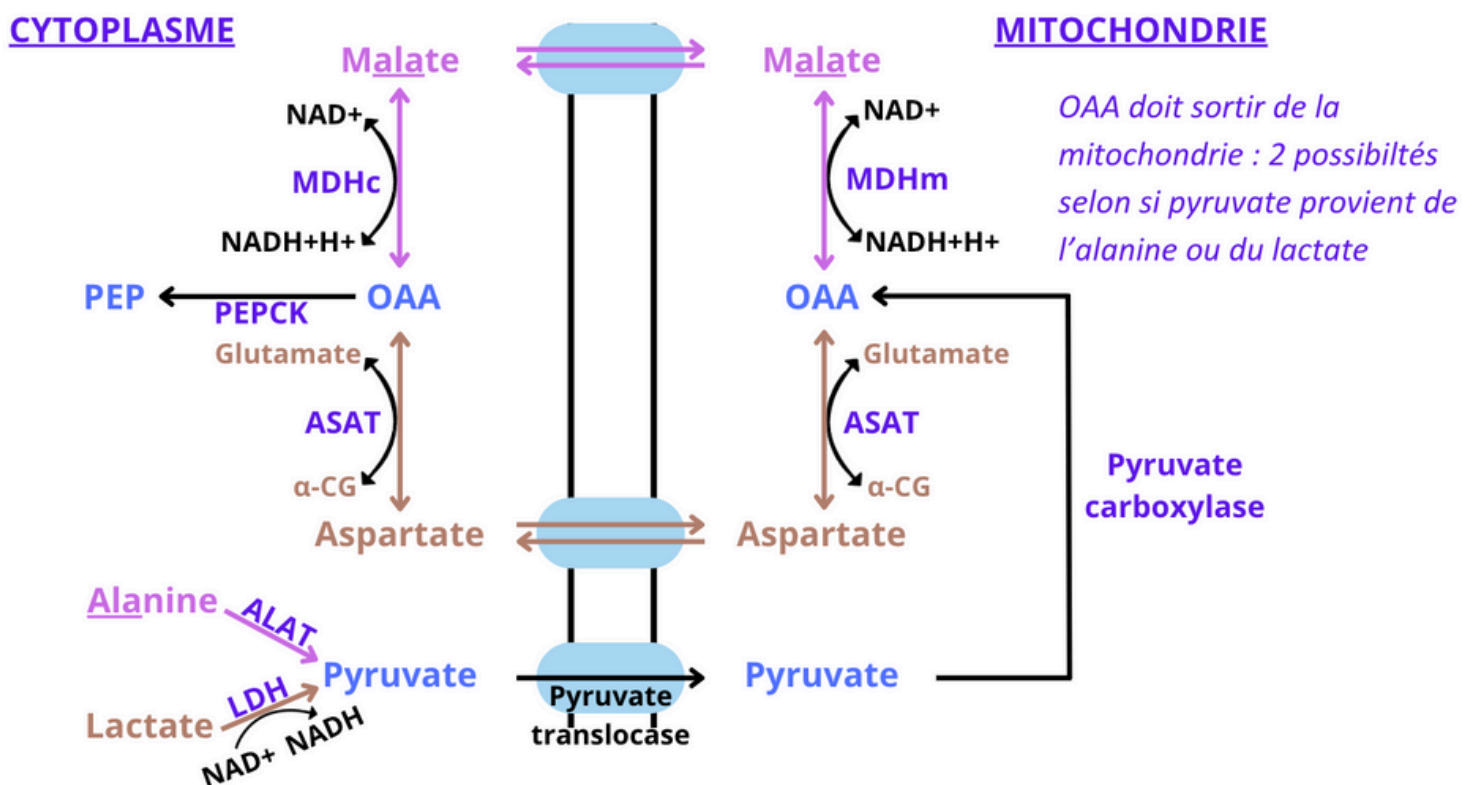 CYTOPLASME
MITOCHONDRIE
Malate
Malate
OAA doit sortir de la
mitochondrie : 2 possibiltés
selon si pyruvate provient de
l'alanine ou du lactate
NAD+
MDHc
NADH+H+
NAD+
MDHm
NADH+H+
PEP
PEPCK
OAA
OAA
Glutamate
ASAT
α-CG
Aspartate
Glutamate
ASAT
α-CG
Aspartate
Pyruvate
carboxylase
Alanine
ALAT
Lactate
LDH
NAD+ NADH
Pyruvate
Pyruvate
translocase
Pyruvate